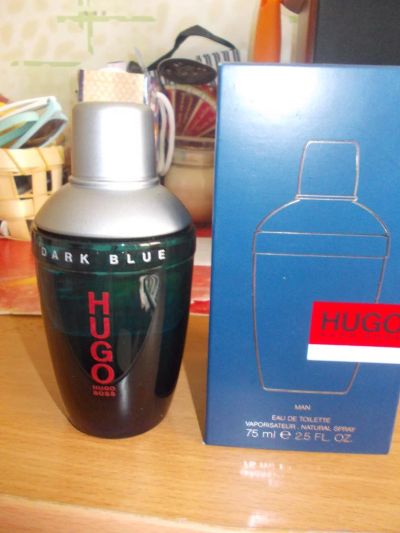 DARK BLUE
HUGO
HUGO
BOSS
HUGO
MAN
EAU DE TOILETTE
VAPORISATEUR . NATURAL SPRAY
75 ml e 2.5 FL. OZ.